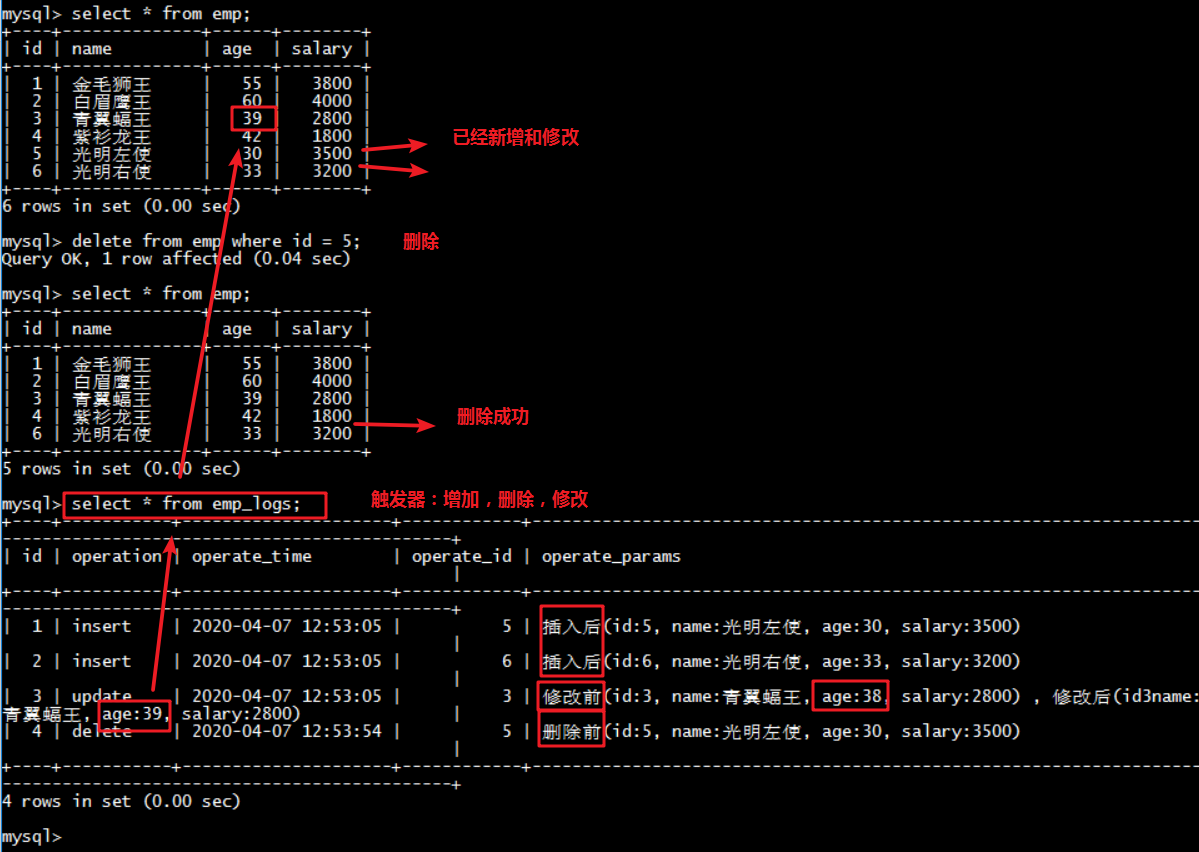 mysql> select * from emp;
+----+--------------+------+--------+
| id | name | age | salary |
+----+--------------+------+--------+
| 1 | 金毛狮王 | 55 | 3800 |
| 2 | 白眉鹰王 | 60 | 4000 |
| 3 | 青翼蝠王 | 39 | 2800 |
| 4 | 紫衫龙王 | 42 | 1800 |
| 5 | 光明左使 | 30 | 3500 |
| 6 | 光明右使 | 33 | 3200 |
已经新增和修改
+----+--------------+------+--------+
6 rows in set (0.00 sec)
mysql> delete from emp where id = 5;
删除
Query OK, 1 row affected (0.04 sec)
mysql> select * from emp;
+----+--------------+------+--------+
| id | name | age | salary |
+----+--------------+------+--------+
| 1 | 金毛狮王 | 55 | 3800 |
| 2 | 白眉鹰王 | 60 | 4000 |
| 3 | 青翼蝠王 | 39 | 2800 |
| 4 | 紫衫龙王 | 42 | 1800 |
| 6 | 光明右使 | 33 | 3200 |
删除成功
+----+--------------+------+--------+
5 rows in set (0.00 sec)
mysql> select * from emp_logs;
触发器：增加，删除，修改
| id | operation | operate_time | operate_id | operate_params
|
| 1 | insert | 2020-04-07 12:53:05 | 5 | 插入后(id:5, name:光明左使, age:30, salary:3500)
|
| 2 | insert | 2020-04-07 12:53:05 | 6 | 插入后(id:6, name:光明右使, age:33, salary:3200)
|
| 3 | update | 2020-04-07 12:53:05 | 3 | 修改前(id:3, name:青翼蝠王, age:38, salary:2800) , 修改后(id3name:
青翼蝠王, age:39, salary:2800) |
| 4 | delete | 2020-04-07 12:53:54 | 5 | 删除前(id:5, name:光明左使, age:30, salary:3500)
|
4 rows in set (0.00 sec)
mysql>